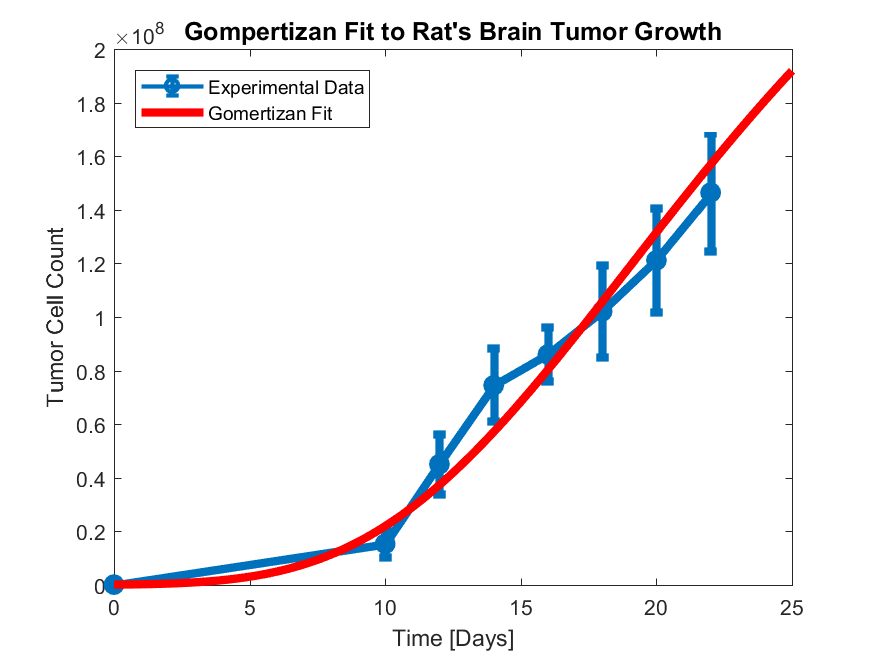 Gompertizan Fit to Rat's Brain Tumor Growth
×10⁸
Experimental Data
Gomertizan Fit
2
1.8
1.6
1.4
1.2
1
0.8
0.6
0.4
0.2
0
Tumor Cell Count
0 5 10 15 20 25
Time [Days]